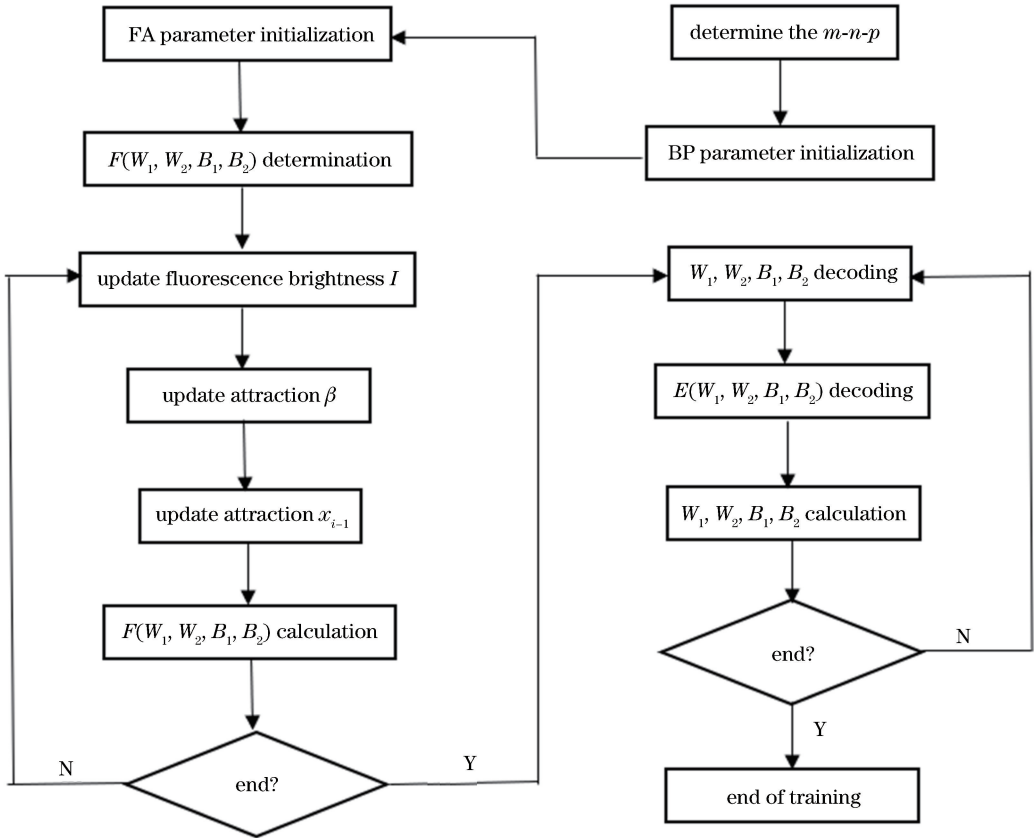 FA parameter initialization
F(W₁, W₂, B₁, B₂) determination
update fluorescence brightness I
update attraction β
update attraction xᵢ₋₁
F(W₁, W₂, B₁, B₂) calculation
end?
N
Y
determine the m-n-p
BP parameter initialization
W₁, W₂, B₁, B₂ decoding
E(W₁, W₂, B₁, B₂) decoding
W₁, W₂, B₁, B₂ calculation
end?
N
Y
end of training